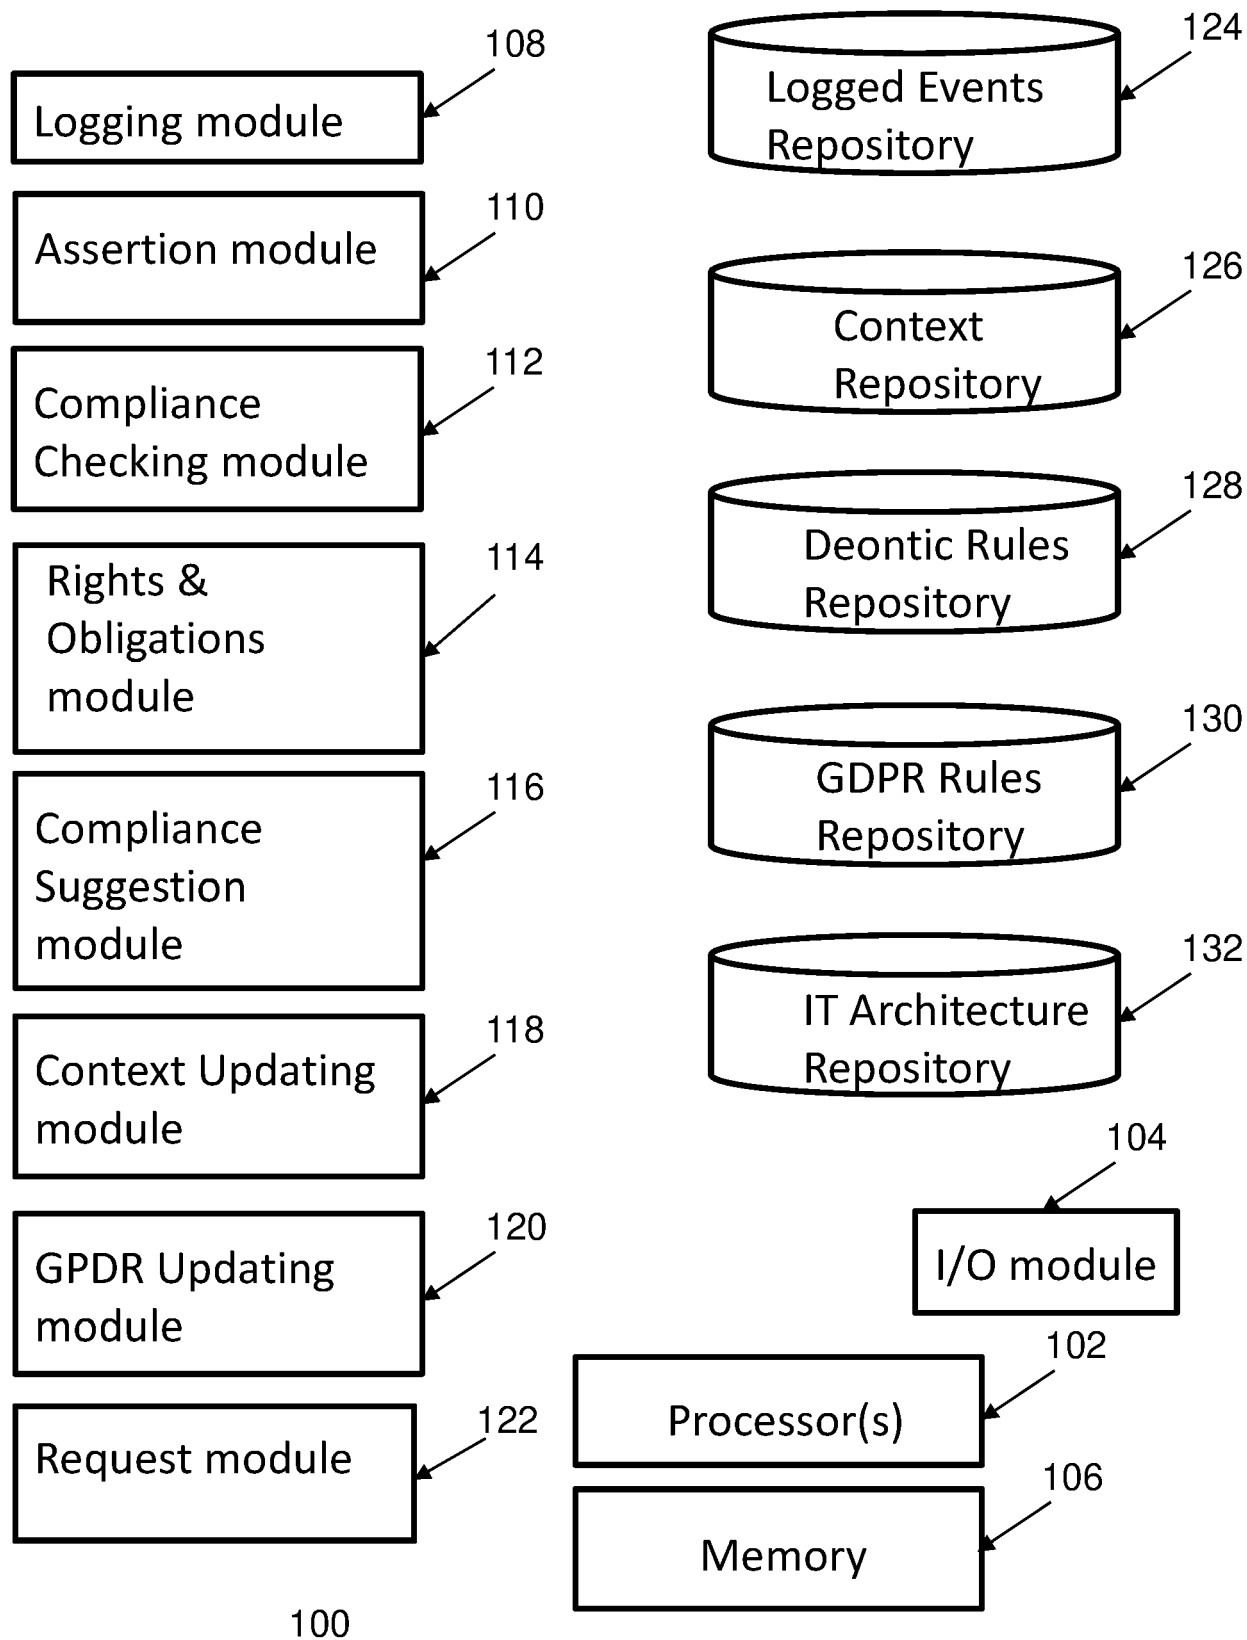 108
Logging module
110
Assertion module
112
Compliance
Checking module
114
Rights &
Obligations
module
116
Compliance
Suggestion
module
118
Context Updating
module
120
GPDR Updating
module
122
Request module
100
124
Logged Events
Repository
126
Context
Repository
128
Deontic Rules
Repository
130
GDPR Rules
Repository
132
IT Architecture
Repository
104
I/O module
102
Processor(s)
106
Memory